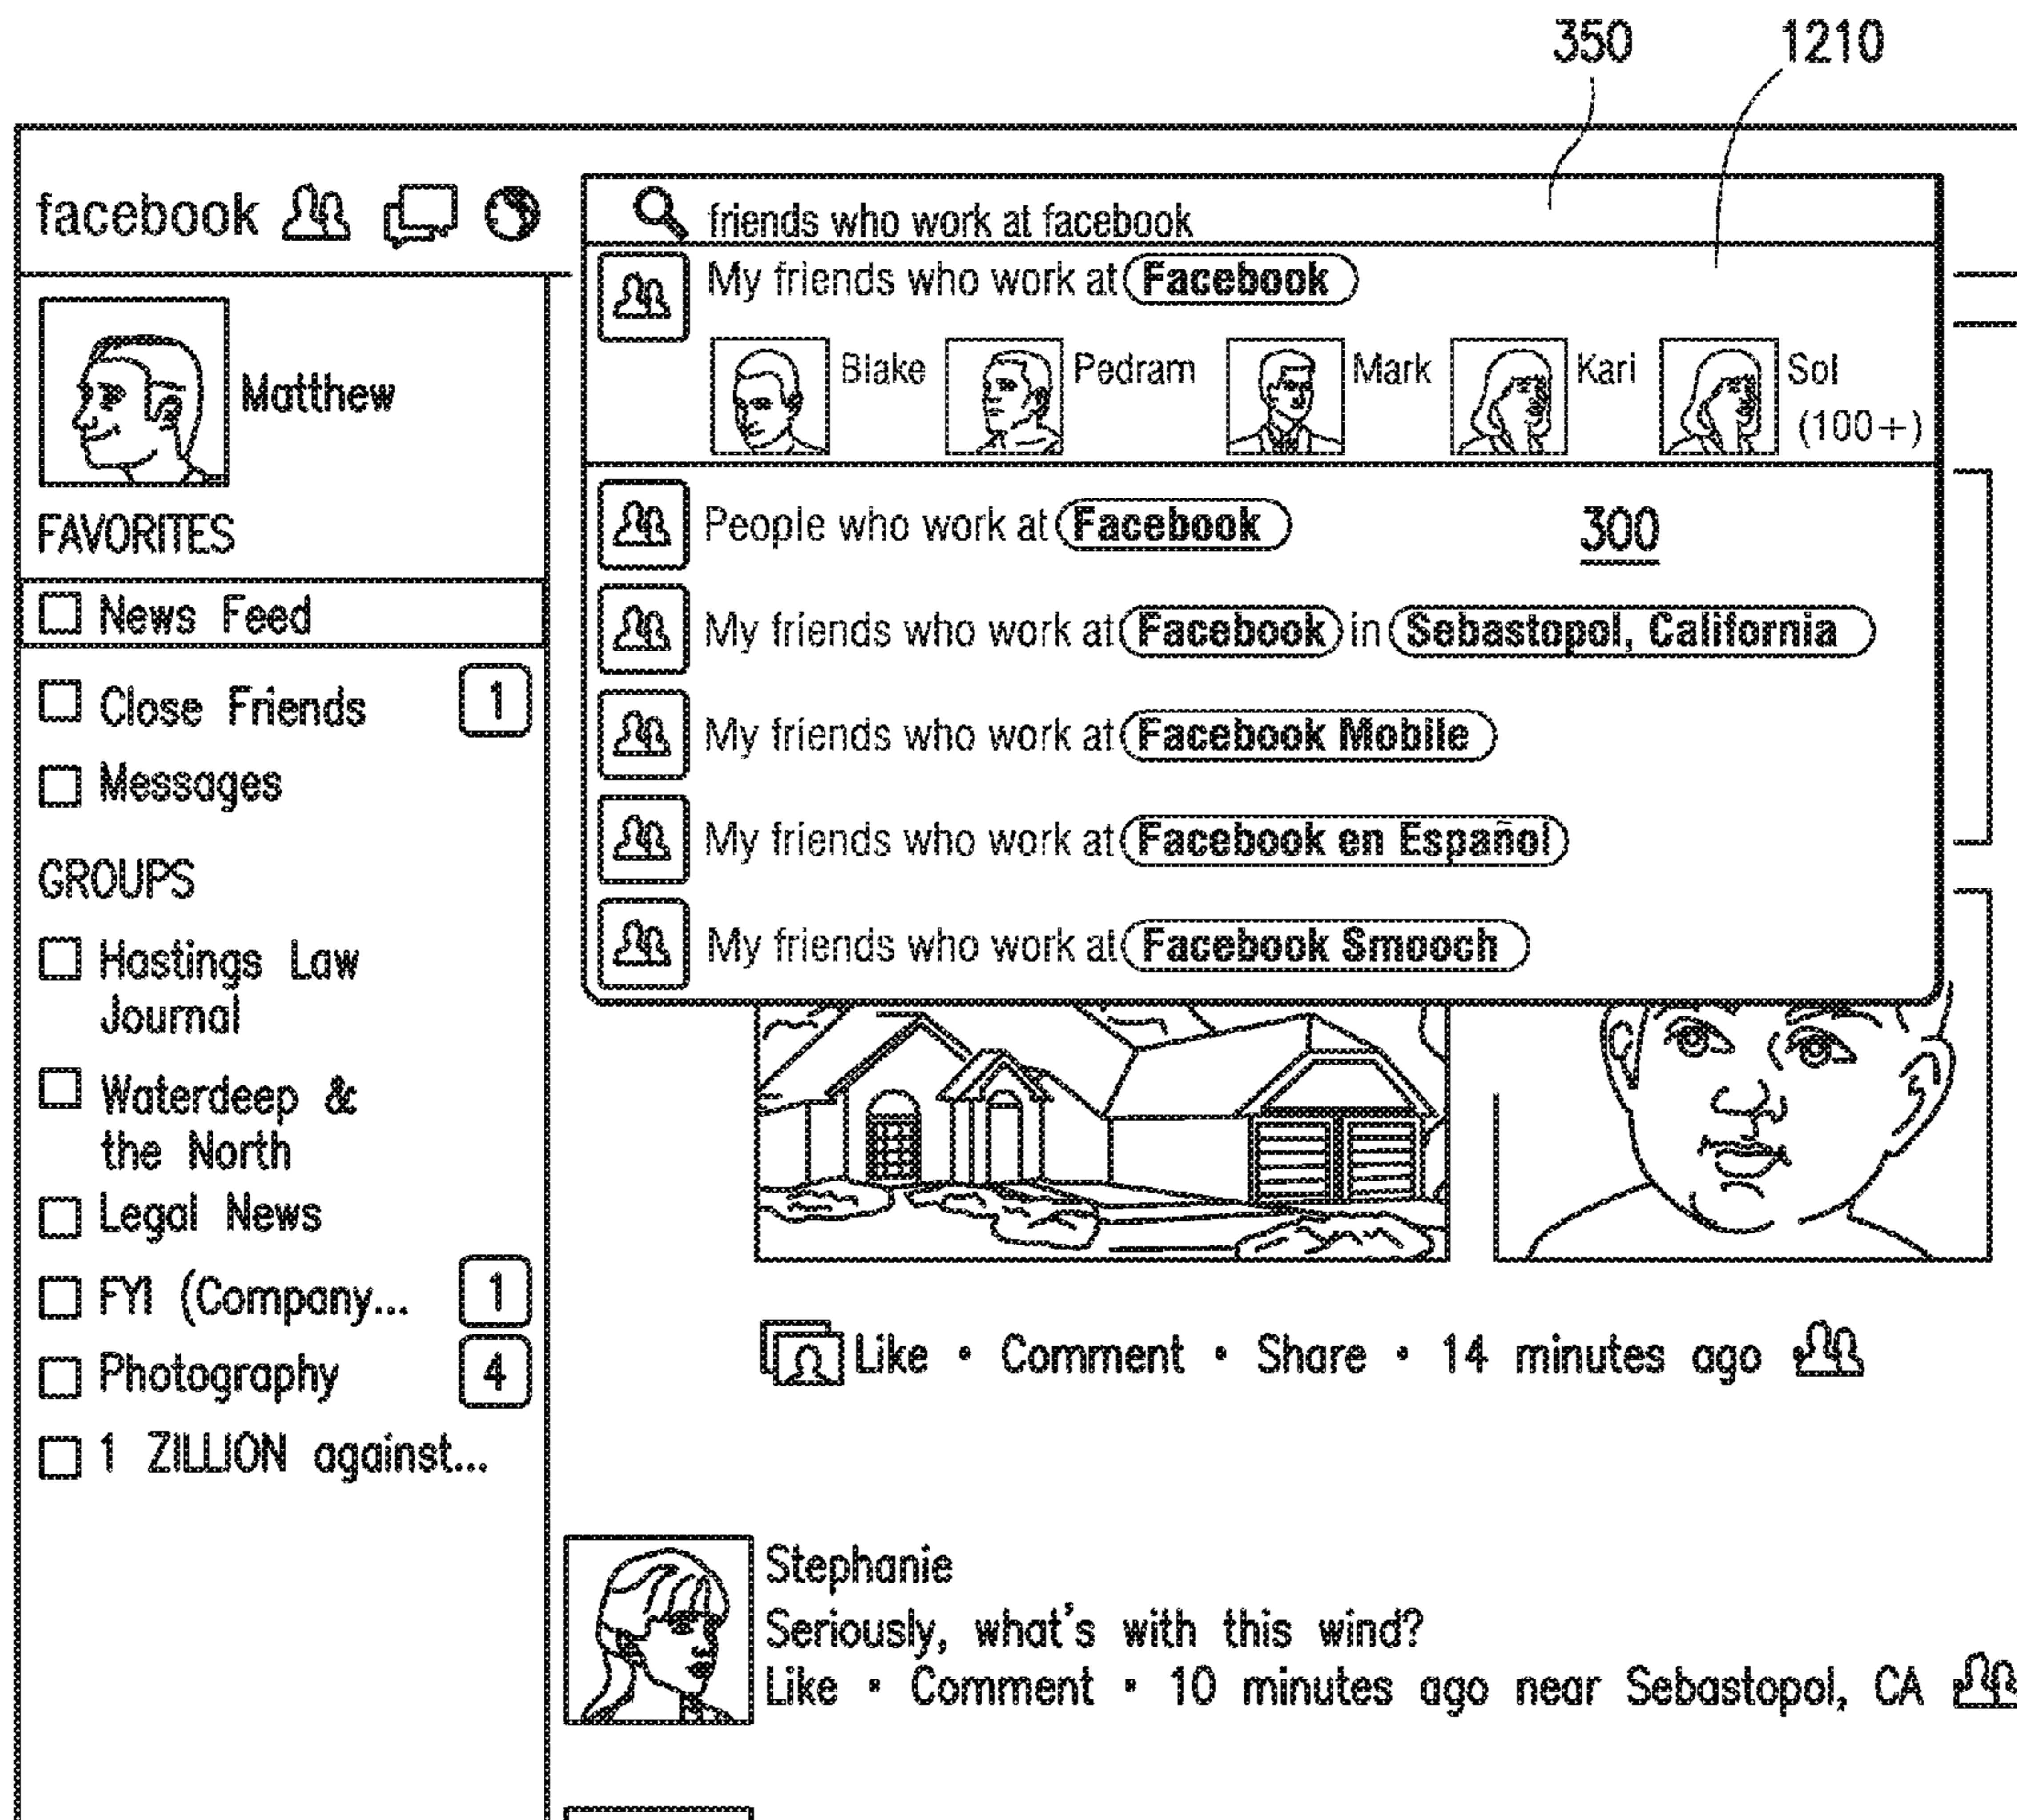 350 1210
facebook
friends who work at facebook
My friends who work at Facebook
Blake Pedram Mark Kari Sol
(100+)
People who work at Facebook
300
My friends who work at Facebook in Sebastopol, California
My friends who work at Facebook Mobile
My friends who work at Facebook en Español
My friends who work at Facebook Smooch
Matthew
FAVORITES
News Feed
Close Friends 1
Messages
GROUPS
Hastings Law
Journal
Waterdeep &
the North
Legal News
FYI (Company... 1
Photography 4
1 ZILLION against...
Like • Comment • Share • 14 minutes ago
Stephanie
Seriously, what's with this wind?
Like • Comment • 10 minutes ago near Sebastopol, CA